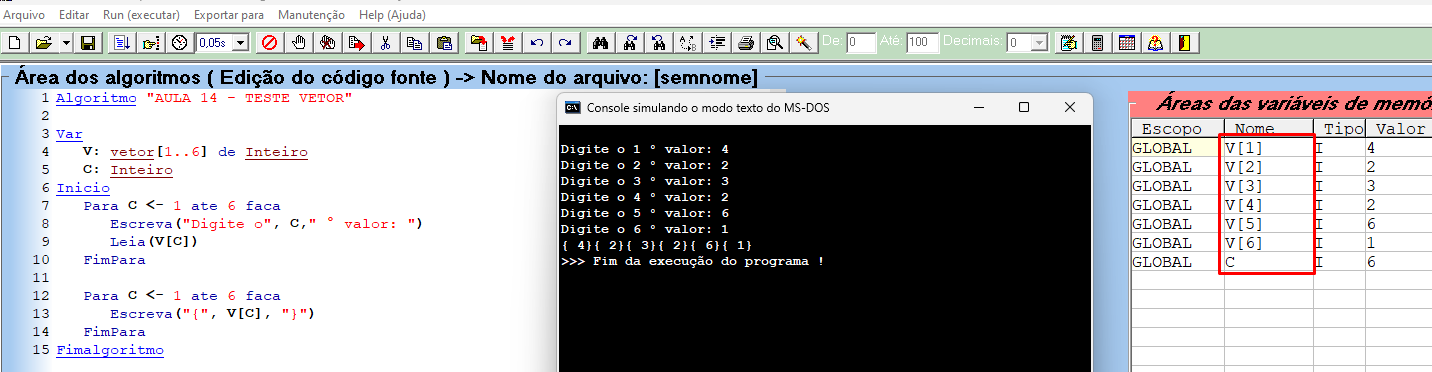 Arquivo Editar Run (executar) Exportar para Manutenção Help (Ajuda)
0,05s De: 0 Até: 100 Decimais: 0
Área dos algoritmos ( Edição do código fonte ) -> Nome do arquivo: [semnome]
1 Algoritmo "AULA 14 - TESTE VETOR"
2
3 Var
4 V: vetor[1..6] de Inteiro
5 C: Inteiro
6 Inicio
7 Para C <- 1 ate 6 faca
8 Escreva("Digite o", C," ° valor: ")
9 Leia(V[C])
10 FimPara
11
12 Para C <- 1 ate 6 faca
13 Escreva("{", V[C], "}")
14 FimPara
15 Fimalgoritmo
Console simulando o modo texto do MS-DOS
Digite o 1 ° valor: 4
Digite o 2 ° valor: 2
Digite o 3 ° valor: 3
Digite o 4 ° valor: 2
Digite o 5 ° valor: 6
Digite o 6 ° valor: 1
{ 4}{ 2}{ 3}{ 2}{ 6}{ 1}
>>> Fim da execução do programa !
Áreas das variáveis de memó
Escopo Nome Tipo Valor
GLOBAL V[1] I 4
GLOBAL V[2] I 2
GLOBAL V[3] I 3
GLOBAL V[4] I 2
GLOBAL V[5] I 6
GLOBAL V[6] I 1
GLOBAL C I 6